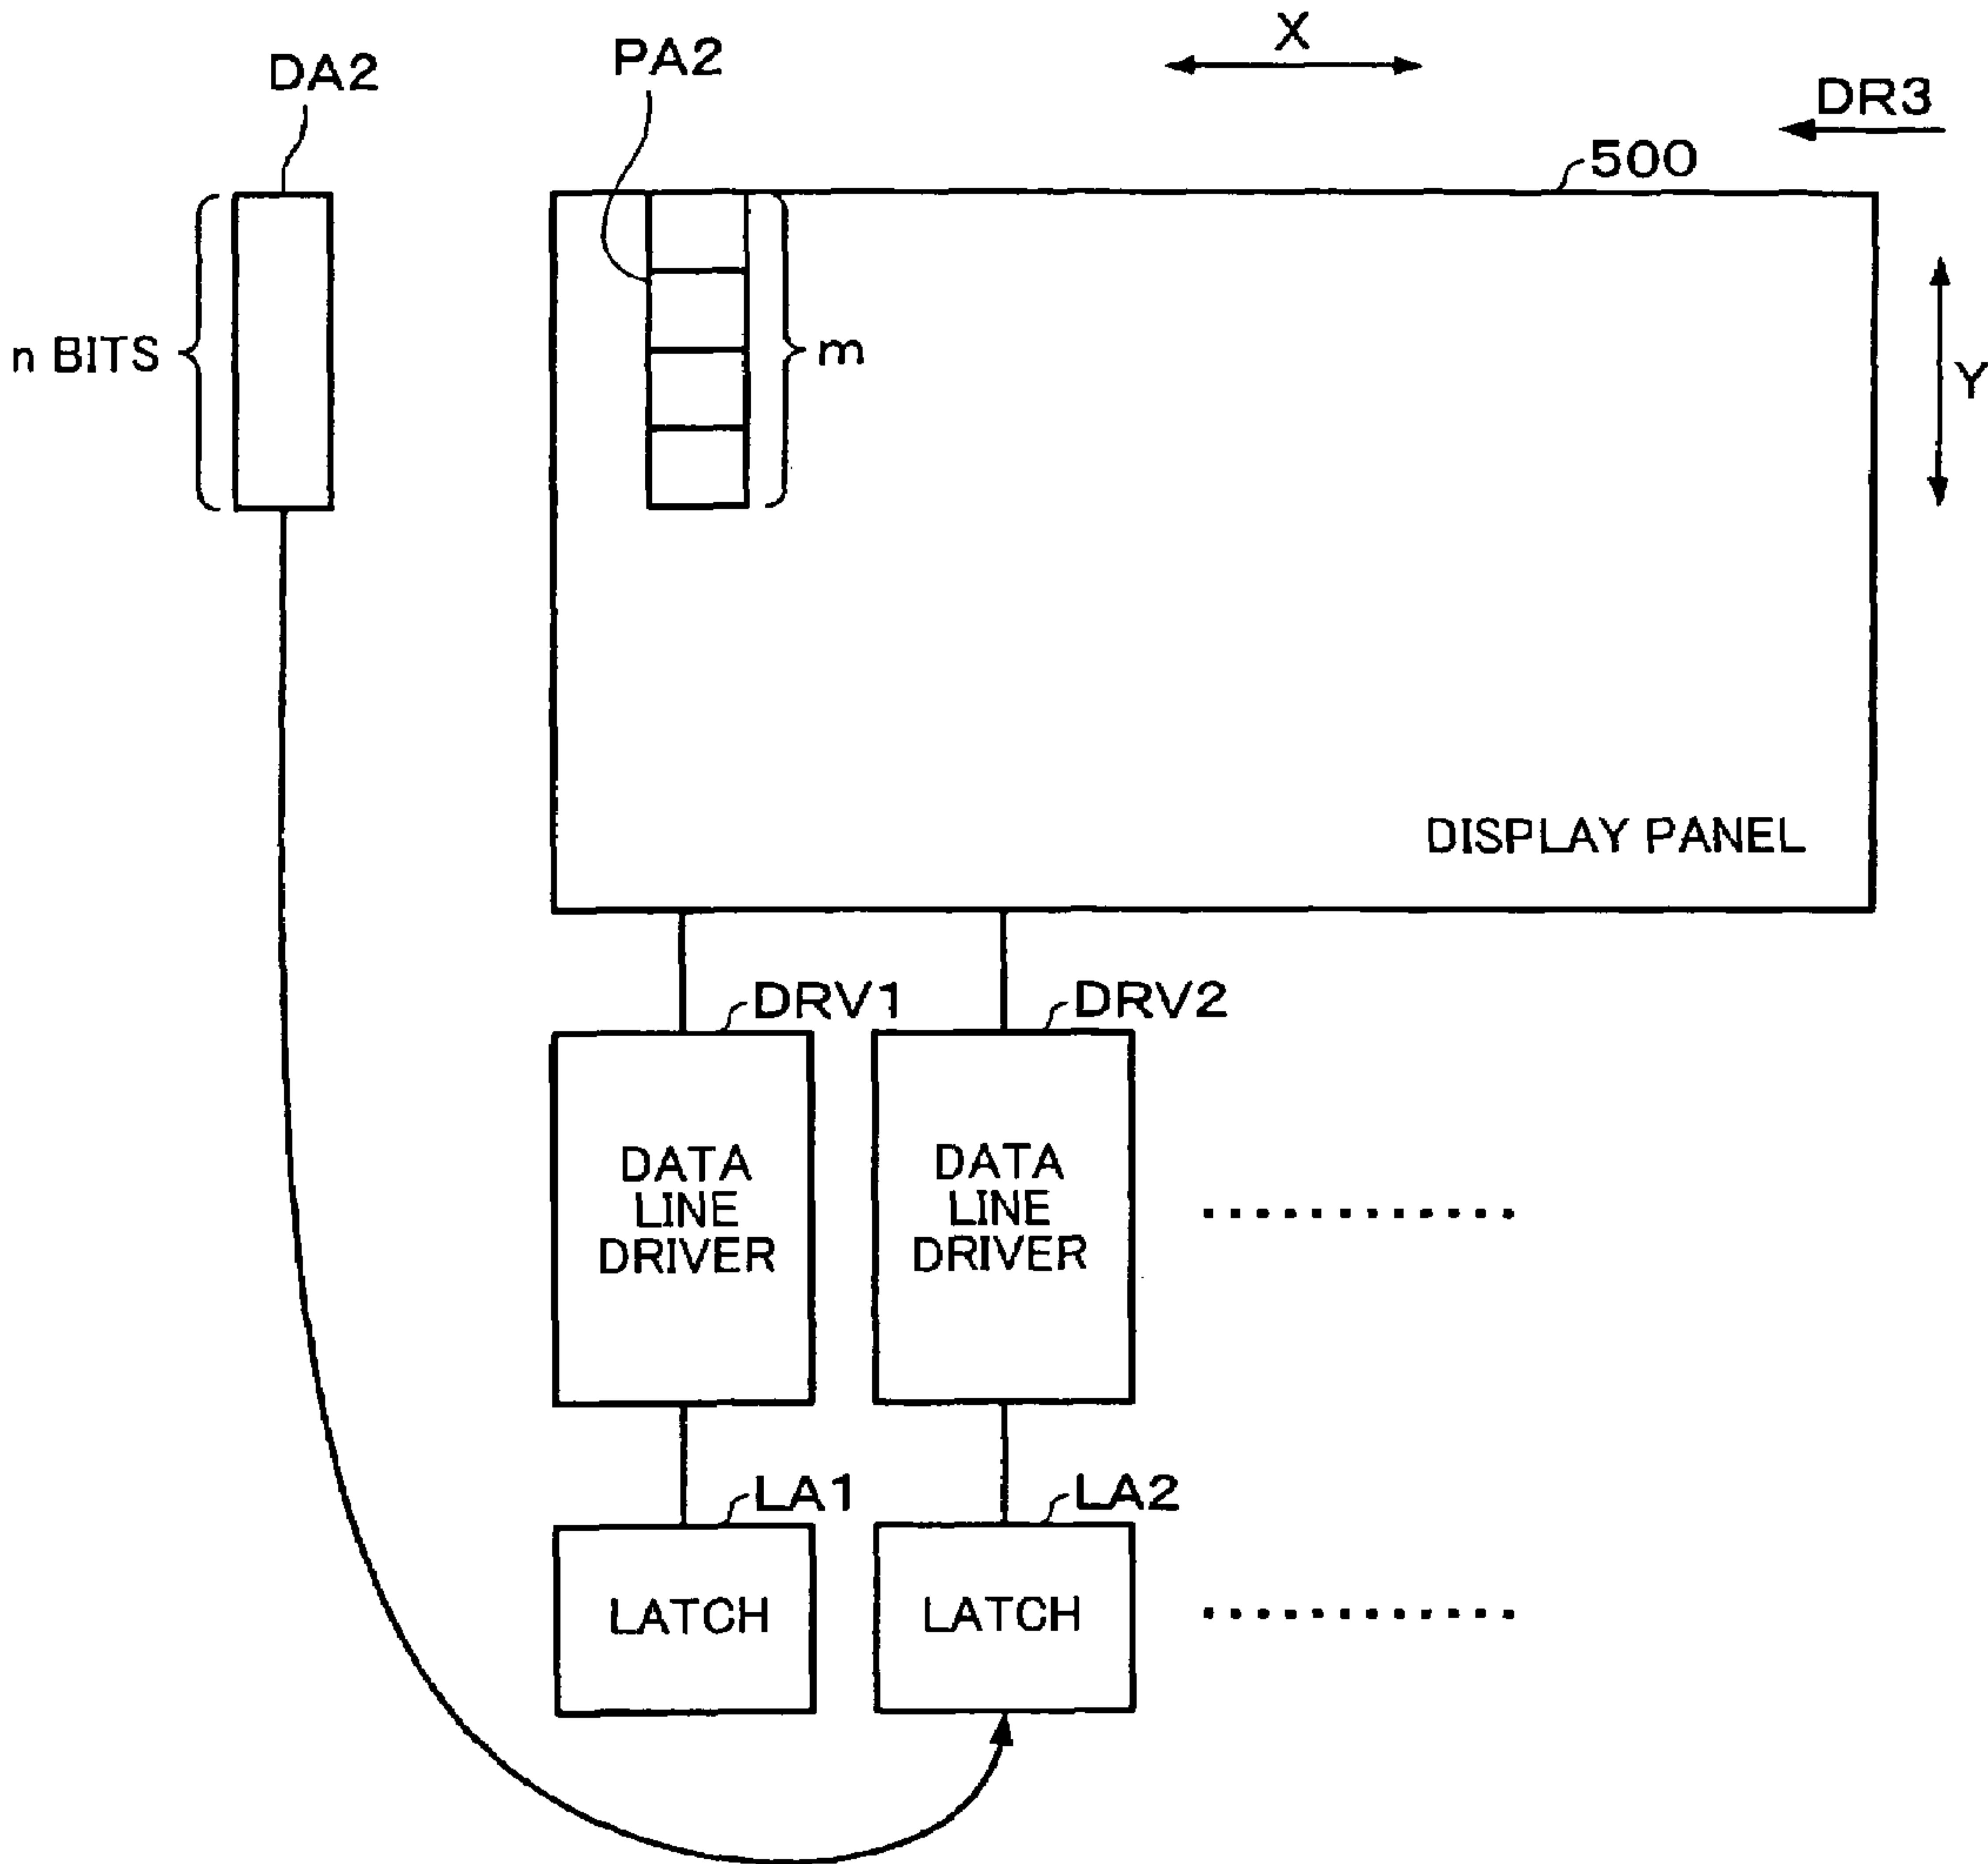 X
DA2
PA2
DR3
500
n BITS
m
Y
DISPLAY PANEL
DRV1
DRV2
DATA
LINE
DRIVER
DATA
LINE
DRIVER
LA1
LA2
LATCH
LATCH